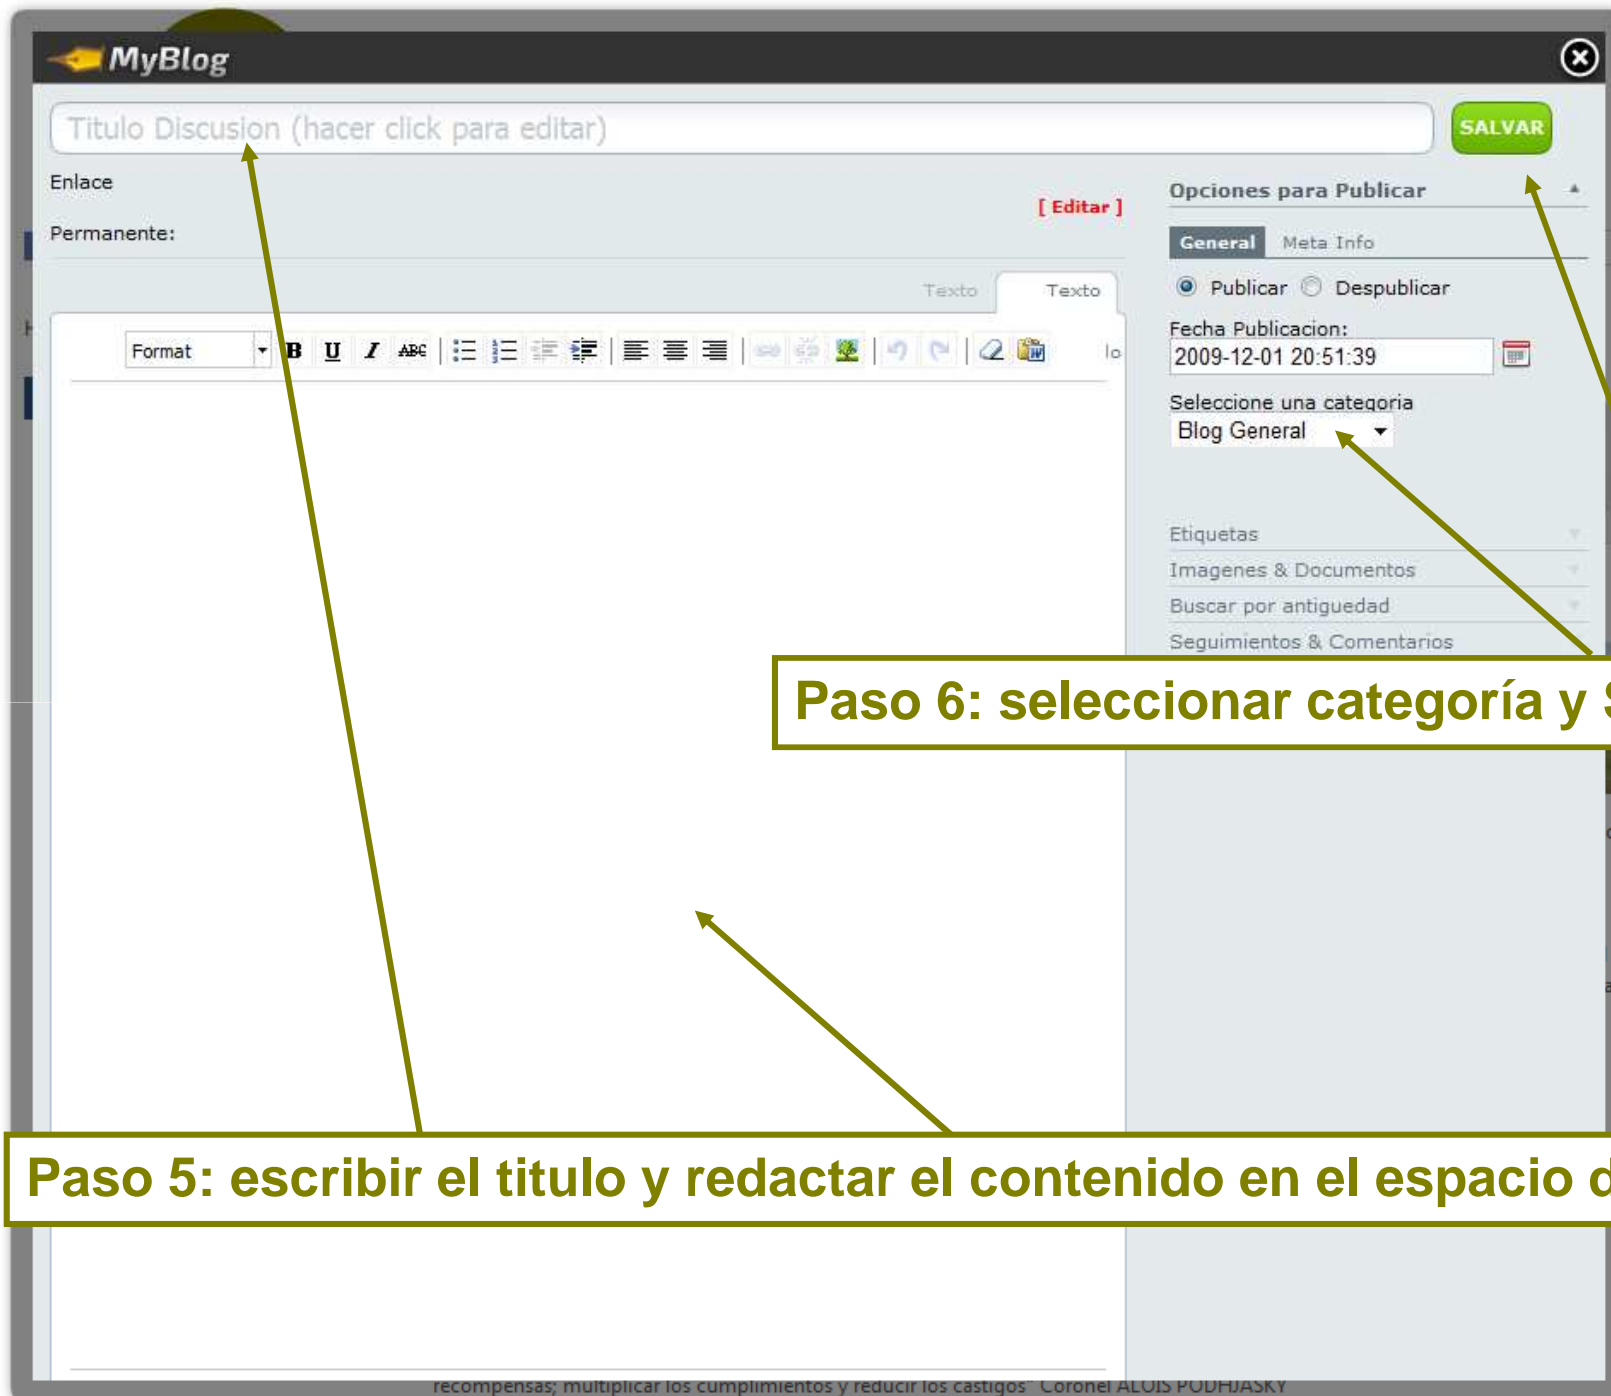 MyBlog
Titulo Discusion (hacer click para editar)
SALVAR
Enlace
Permanente:
[ Editar ]
Opciones para Publicar
General Meta Info
Publicar Despublicar
Fecha Publicacion:
2009-12-01 20:51:39
Seleccione una categoria
Blog General
Texto Texto
Format B U I ABC
Etiquetas
Imagenes & Documentos
Buscar por antiguedad
Seguimientos & Comentarios
Paso 6: seleccionar categoría y
Paso 5: escribir el titulo y redactar el contenido en el espacio
recompensas; multiplicar los cumplimientos y reducir los castigos" Coronel ALOIS PODHJASKY